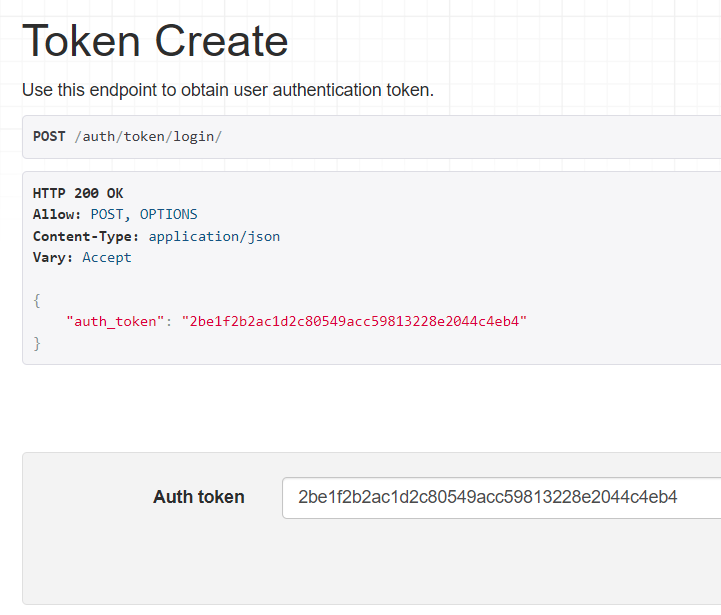 Token Create
Use this endpoint to obtain user authentication token.
POST /auth/token/login/
HTTP 200 OK
Allow: POST, OPTIONS
Content-Type: application/json
Vary: Accept
{
"auth_token": "2be1f2b2ac1d2c80549acc59813228e2044c4eb4"
}
Auth token 2be1f2b2ac1d2c80549acc59813228e2044c4eb4